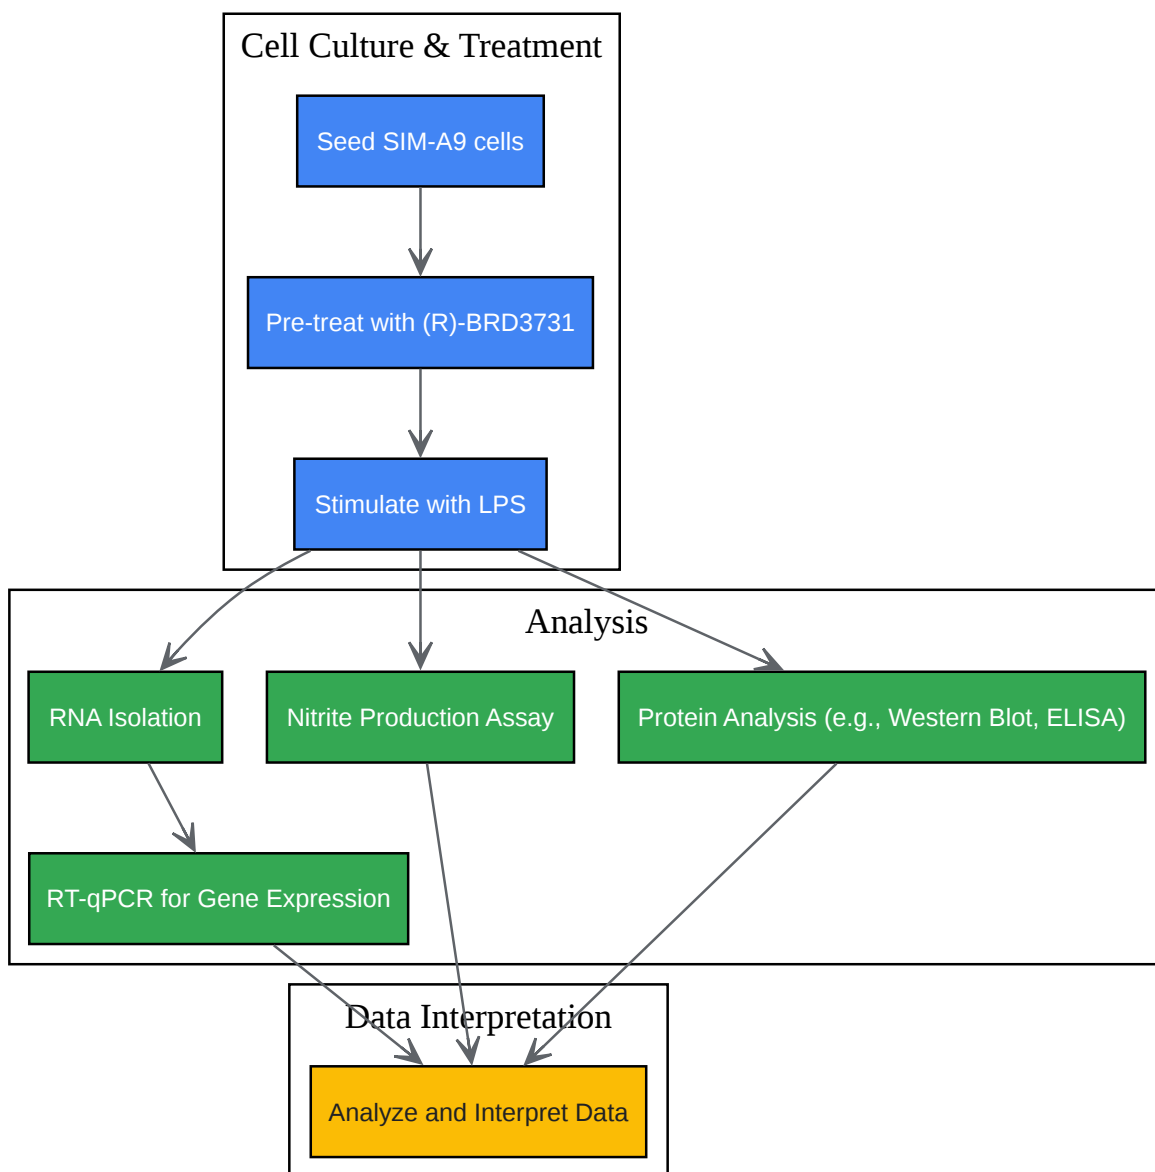 Cell Culture & Treatment
Seed SIM-A9 cells
Pre-treat with (R)-BRD3731
Stimulate with LPS
Analysis
RNA Isolation
Nitrite Production Assay
Protein Analysis (e.g., Western Blot, ELISA)
RT-qPCR for Gene Expression
Data Interpretation
Analyze and Interpret Data